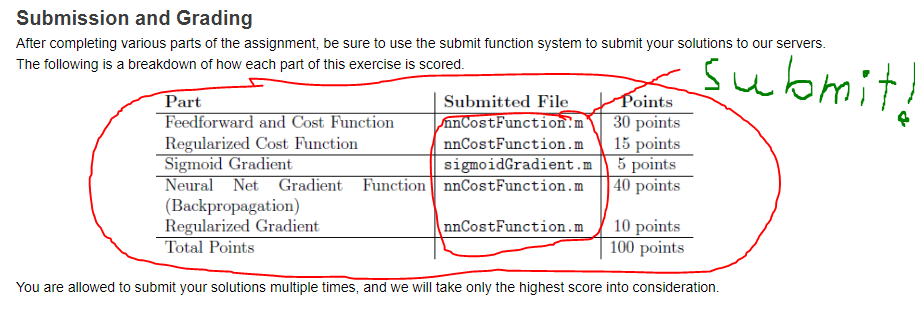 Submission and Grading
After completing various parts of the assignment, be sure to use the submit function system to submit your solutions to our servers.
The following is a breakdown of how each part of this exercise is scored.
Submit!
Part Submitted File Points
Feedforward and Cost Function nnCostFunction.m 30 points
Regularized Cost Function nnCostFunction.m 15 points
Sigmoid Gradient sigmoidGradient.m 5 points
Neural Net Gradient Function nnCostFunction.m 40 points
(Backpropagation)
Regularized Gradient nnCostFunction.m 10 points
Total Points 100 points
You are allowed to submit your solutions multiple times, and we will take only the highest score into consideration.